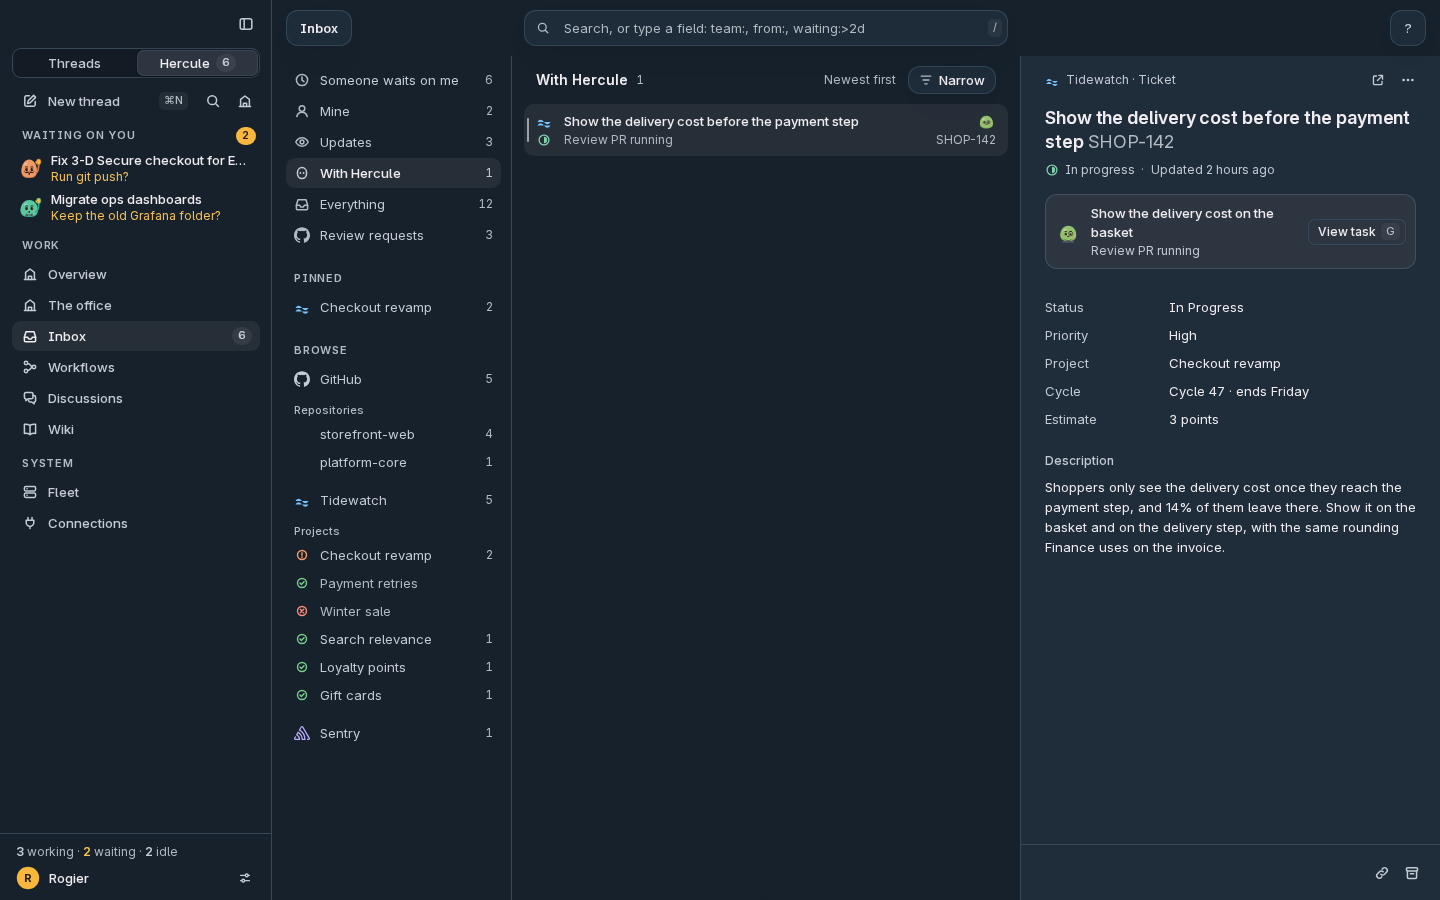 Threads
Hercule 6
New thread ⌘N
WAITING ON YOU 2
Fix 3-D Secure checkout for E…
Run git push?
Migrate ops dashboards
Keep the old Grafana folder?
WORK
Overview
The office
Inbox 6
Workflows
Discussions
Wiki
SYSTEM
Fleet
Connections
3 working · 2 waiting · 2 idle
R Rogier
Inbox
Someone waits on me 6
Mine 2
Updates 3
With Hercule 1
Everything 12
Review requests 3
PINNED
Checkout revamp 2
BROWSE
GitHub 5
Repositories
storefront-web 4
platform-core 1
Tidewatch 5
Projects
Checkout revamp 2
Payment retries
Winter sale
Search relevance 1
Loyalty points 1
Gift cards 1
Sentry 1
Search, or type a field: team:, from:, waiting:>2d /
With Hercule 1
Newest first
Narrow
Show the delivery cost before the payment step
Review PR running SHOP-142
?
Tidewatch · Ticket
Show the delivery cost before the payment
step SHOP-142
In progress · Updated 2 hours ago
Show the delivery cost on the
basket
Review PR running
View task G
Status In Progress
Priority High
Project Checkout revamp
Cycle Cycle 47 · ends Friday
Estimate 3 points
Description
Shoppers only see the delivery cost once they reach the
payment step, and 14% of them leave there. Show it on the
basket and on the delivery step, with the same rounding
Finance uses on the invoice.